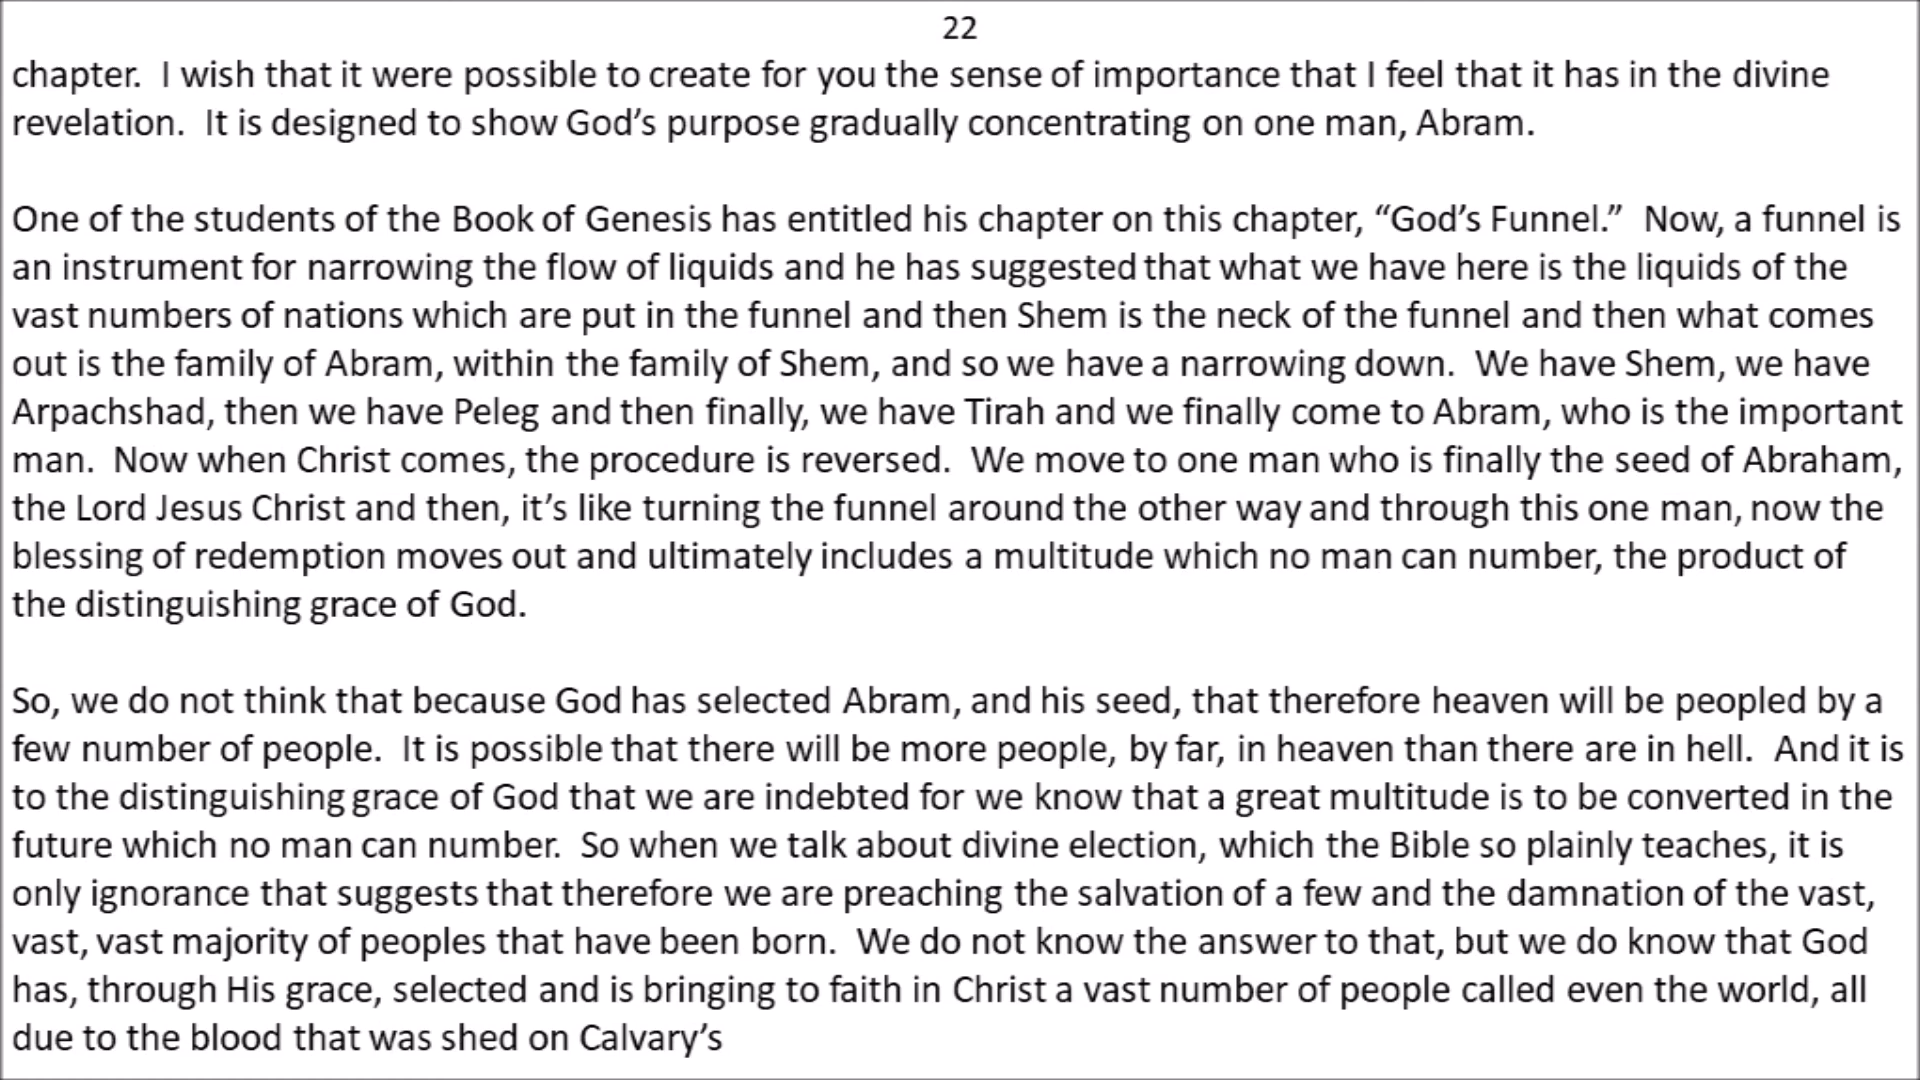 22
chapter.  I wish that it were possible to create for you the sense of importance that I feel that it has in the divine
revelation.  It is designed to show God’s purpose gradually concentrating on one man, Abram.
One of the students of the Book of Genesis has entitled his chapter on this chapter, “God’s Funnel.”  Now, a funnel is
an instrument for narrowing the flow of liquids and he has suggested that what we have here is the liquids of the
vast numbers of nations which are put in the funnel and then Shem is the neck of the funnel and then what comes
out is the family of Abram, within the family of Shem, and so we have a narrowing down.  We have Shem, we have
Arpachshad, then we have Peleg and then finally, we have Tirah and we finally come to Abram, who is the important
man.  Now when Christ comes, the procedure is reversed.  We move to one man who is finally the seed of Abraham,
the Lord Jesus Christ and then, it’s like turning the funnel around the other way and through this one man, now the
blessing of redemption moves out and ultimately includes a multitude which no man can number, the product of
the distinguishing grace of God.
So, we do not think that because God has selected Abram, and his seed, that therefore heaven will be peopled by a
few number of people.  It is possible that there will be more people, by far, in heaven than there are in hell.  And it is
to the distinguishing grace of God that we are indebted for we know that a great multitude is to be converted in the
future which no man can number.  So when we talk about divine election, which the Bible so plainly teaches, it is
only ignorance that suggests that therefore we are preaching the salvation of a few and the damnation of the vast,
vast, vast majority of peoples that have been born.  We do not know the answer to that, but we do know that God
has, through His grace, selected and is bringing to faith in Christ a vast number of people called even the world, all
due to the blood that was shed on Calvary’s